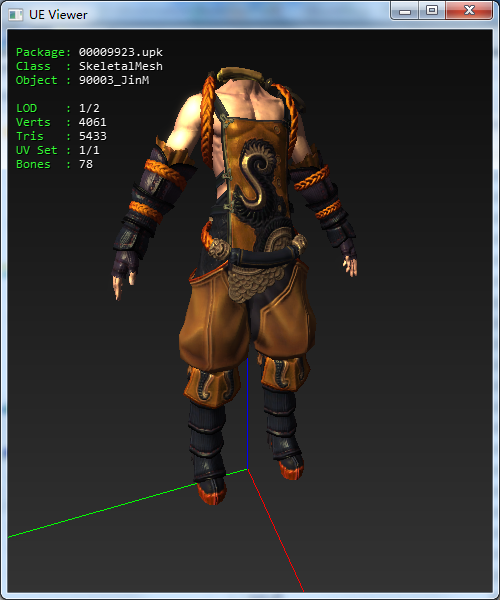 UE Viewer
Package: 00009923.upk
Class : SkeletalMesh
Object : 90003_JinM
LOD : 1/2
Verts : 4061
Tris : 5433
UV Set : 1/1
Bones : 78